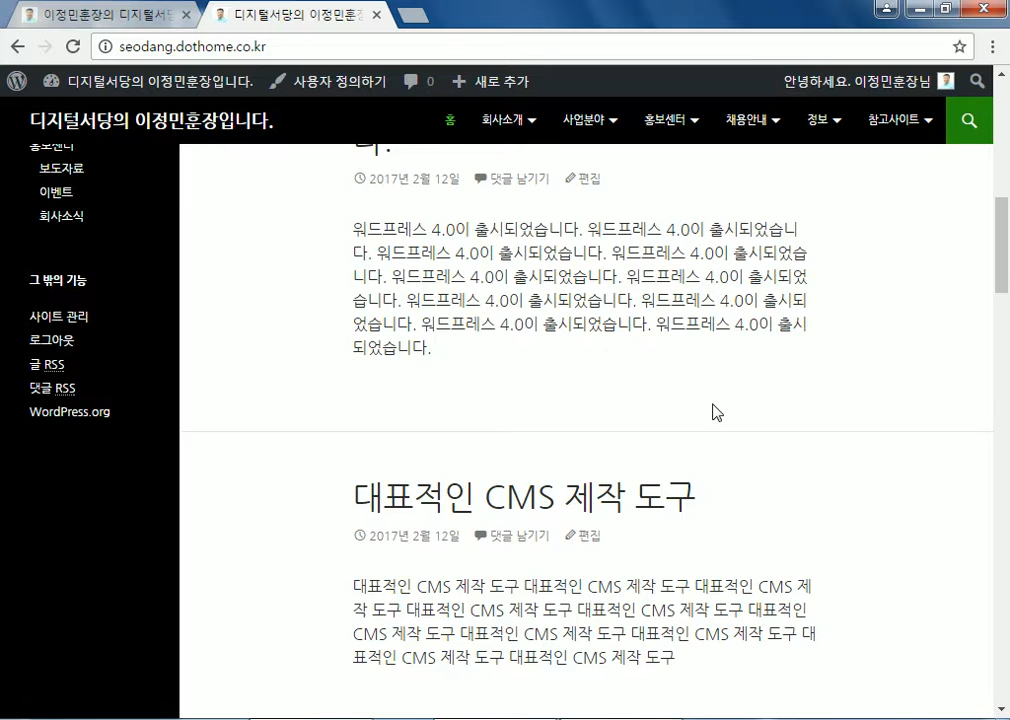 이정민훈장의 디지털서당
디지털서당의 이정민훈장
seodang.dothome.co.kr
디지털서당의 이정민훈장입니다. 사용자 정의하기 0 새로 추가 안녕하세요. 이정민훈장님
디지털서당의 이정민훈장입니다. 홈 회사소개 사업분야 홍보센터 채용안내 정보 참고사이트
홍보센터
보도자료
이벤트
회사소식
그 밖의 기능
사이트 관리
로그아웃
글 RSS
댓글 RSS
WordPress.org
2017년 2월 12일 댓글 남기기 편집
워드프레스 4.0이 출시되었습니다. 워드프레스 4.0이 출시되었습니
다. 워드프레스 4.0이 출시되었습니다. 워드프레스 4.0이 출시되었습
니다. 워드프레스 4.0이 출시되었습니다. 워드프레스 4.0이 출시되었
습니다. 워드프레스 4.0이 출시되었습니다. 워드프레스 4.0이 출시되
었습니다. 워드프레스 4.0이 출시되었습니다. 워드프레스 4.0이 출시
되었습니다.
대표적인 CMS 제작 도구
2017년 2월 12일 댓글 남기기 편집
대표적인 CMS 제작 도구 대표적인 CMS 제작 도구 대표적인 CMS 제
작 도구 대표적인 CMS 제작 도구 대표적인 CMS 제작 도구 대표적인
CMS 제작 도구 대표적인 CMS 제작 도구 대표적인 CMS 제작 도구 대
표적인 CMS 제작 도구 대표적인 CMS 제작 도구